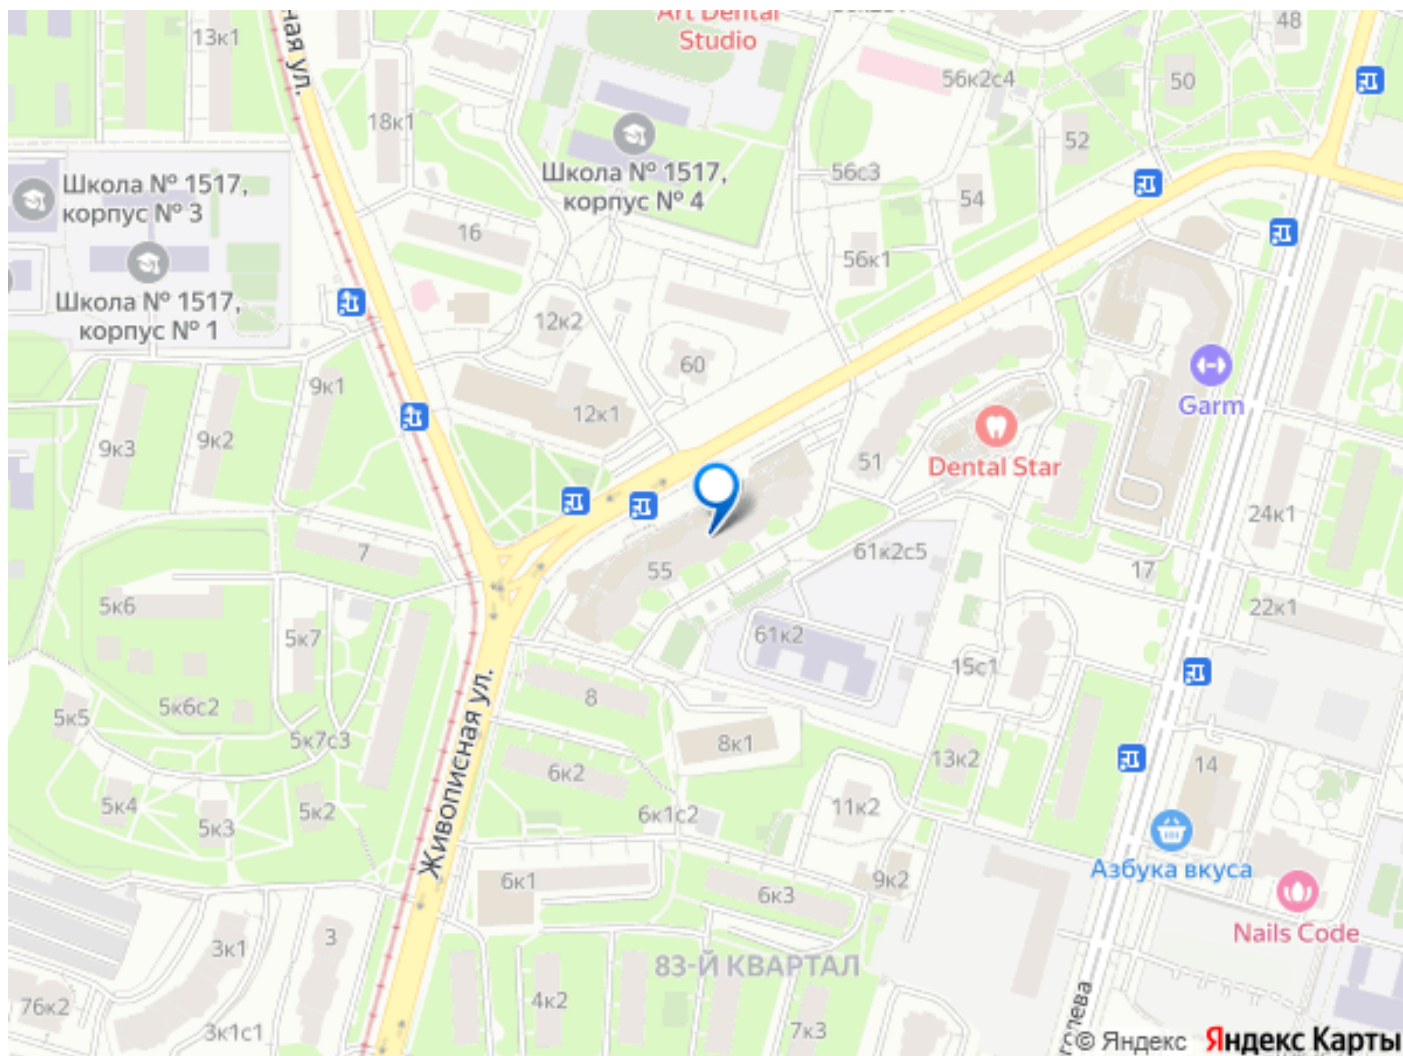 ная ул.
13к1
Art Dental
Studio
48
50
56к2с4
18к1
52
Школа № 1517,
корпус № 4
56с3
Школа № 1517,
корпус № 3
54
16
56к1
Школа № 1517,
корпус № 1
12к2
60
9к1
12к1
Garm
9к3
9к2
51
Dental Star
24к1
7
55
61к2с5
17
5к6
22к1
5к7
61к2
15с1
5к6с2
5к5
8
5к7с3
8к1
Живописная ул.
6к2
13к2
14
5к4
5к3
5к2
6к1с2
11к2
Азбука вкуса
6к1
6к3
9к2
Nails Code
3к1
3
83-Й КВАРТАЛ
76к2
4к2
3к1с1
7к3
© Яндекс Яндекс Карты